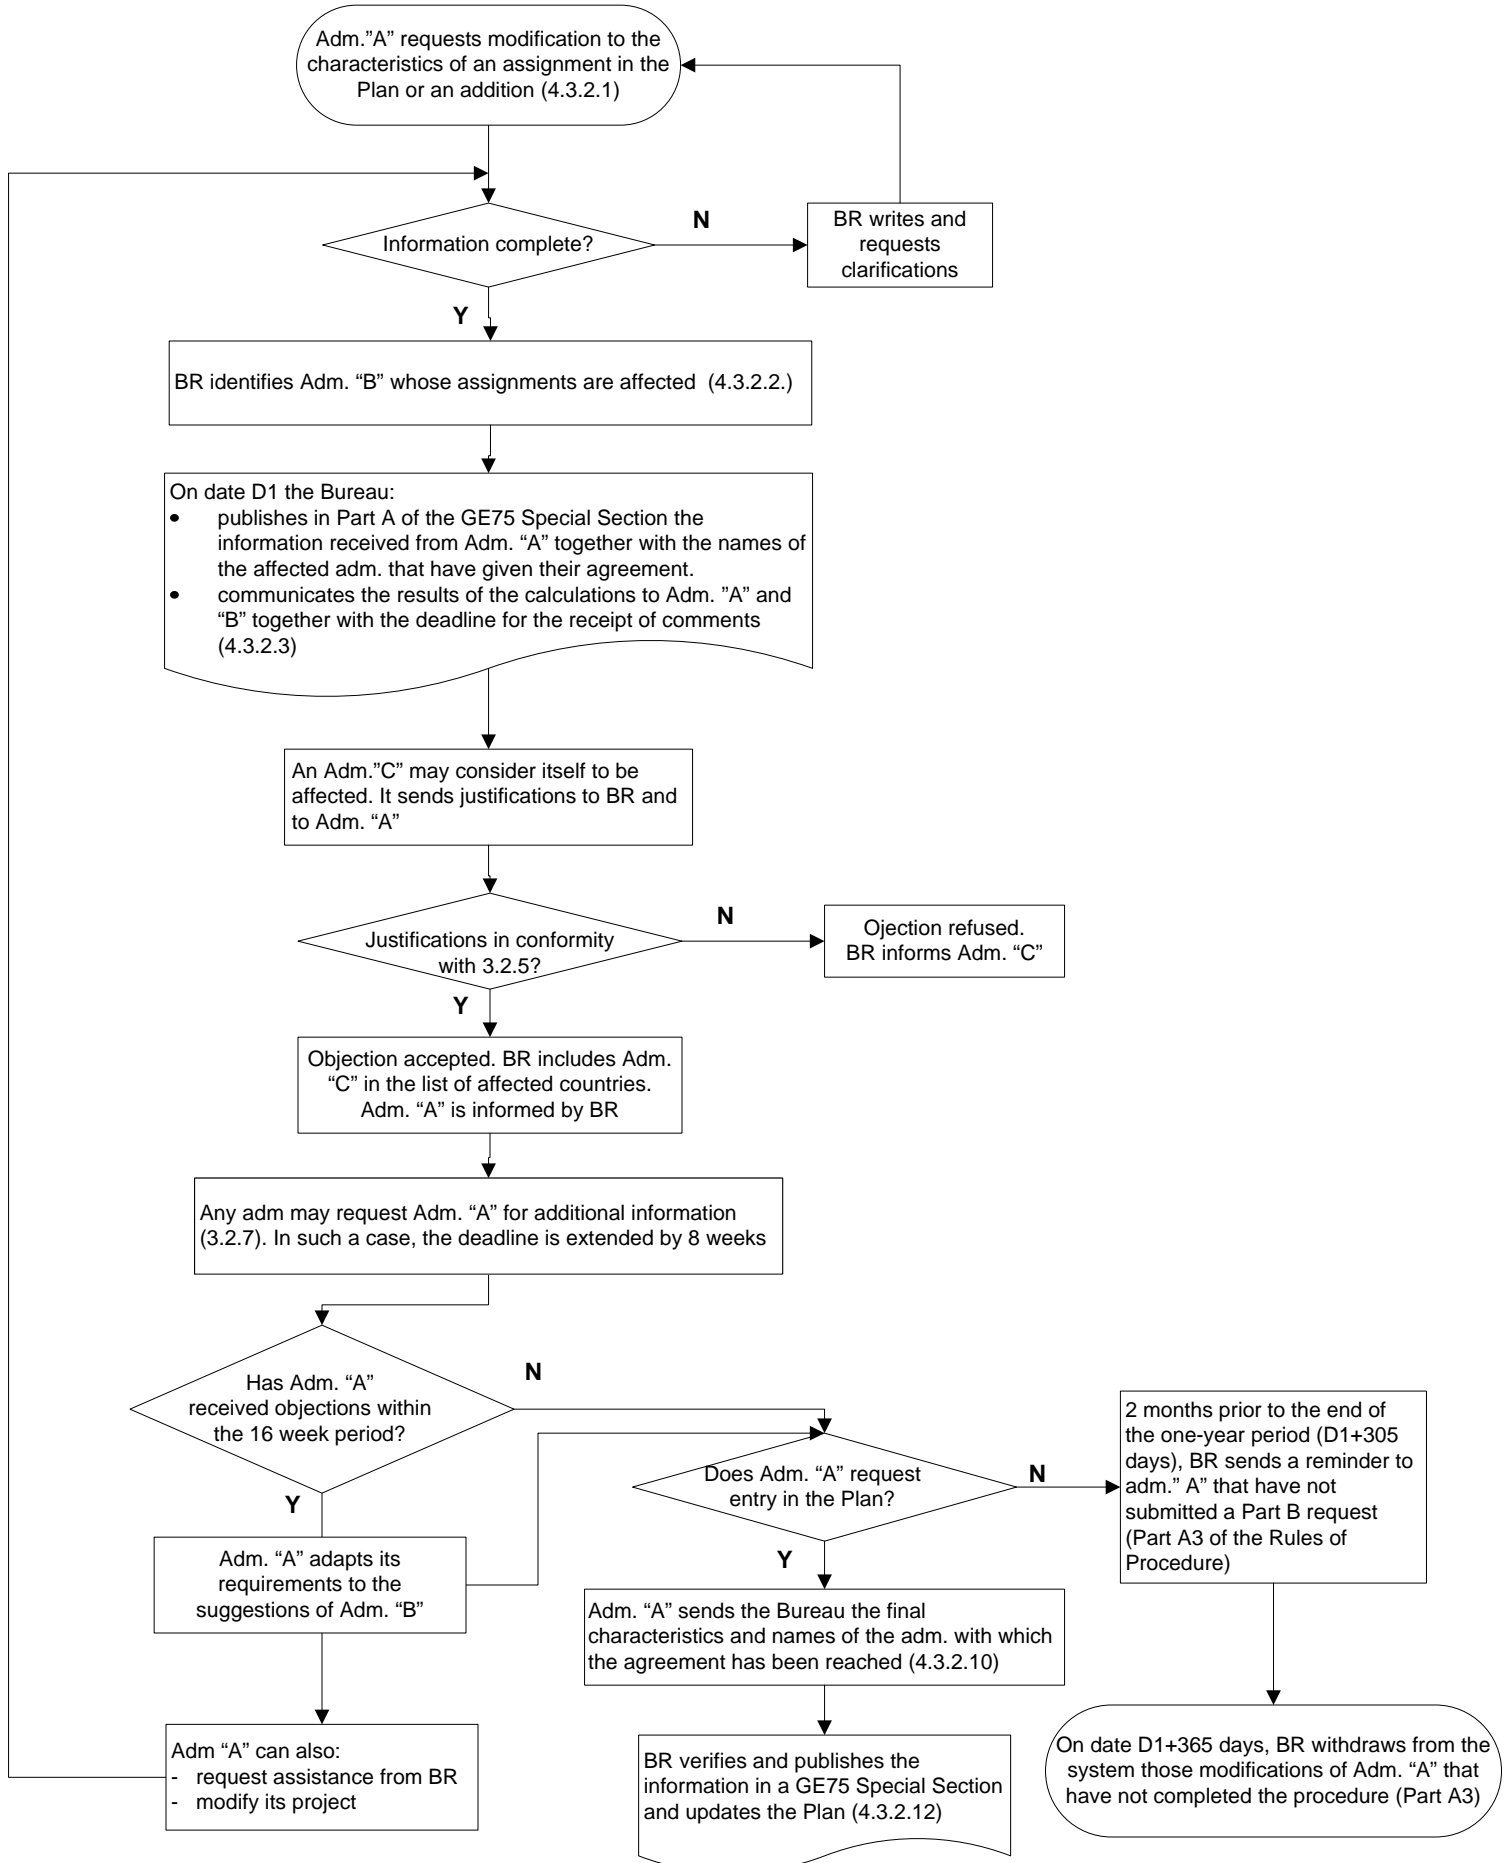 Adm.”A” requests modification to the
characteristics of an assignment in the
Plan or an addition (4.3.2.1)
Information complete?
N
BR writes and
requests
clarifications
Y
BR identifies Adm. “B” whose assignments are affected (4.3.2.2.)
On date D1 the Bureau:
• publishes in Part A of the GE75 Special Section the
information received from Adm. “A” together with the names of
the affected adm. that have given their agreement.
• communicates the results of the calculations to Adm. ”A” and
“B” together with the deadline for the receipt of comments
(4.3.2.3)
An Adm.”C” may consider itself to be
affected. It sends justifications to BR and
to Adm. “A”
Justifications in conformity
with 3.2.5?
N
Ojection refused.
BR informs Adm. “C”
Y
Objection accepted. BR includes Adm.
“C” in the list of affected countries.
Adm. “A” is informed by BR
Any adm may request Adm. “A” for additional information
(3.2.7). In such a case, the deadline is extended by 8 weeks
Has Adm. “A”
received objections within
the 16 week period?
N
Y
Adm. “A” adapts its
requirements to the
suggestions of Adm. “B”
Adm “A” can also:
- request assistance from BR
- modify its project
Does Adm. “A” request
entry in the Plan?
N
Y
Adm. “A” sends the Bureau the final
characteristics and names of the adm. with which
the agreement has been reached (4.3.2.10)
BR verifies and publishes the
information in a GE75 Special Section
and updates the Plan (4.3.2.12)
2 months prior to the end of
the one-year period (D1+305
days), BR sends a reminder to
adm.” A” that have not
submitted a Part B request
(Part A3 of the Rules of
Procedure)
On date D1+365 days, BR withdraws from the
system those modifications of Adm. “A” that
have not completed the procedure (Part A3)